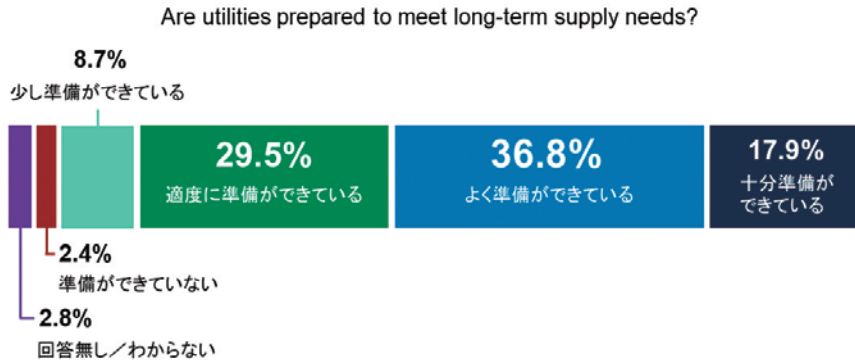 Are utilities prepared to meet long-term supply needs?
8.7%
少し準備ができている
29.5%
適度に準備ができている
36.8%
よく準備ができている
17.9%
十分準備が
できている
2.4%
準備ができていない
2.8%
回答無し／わからない